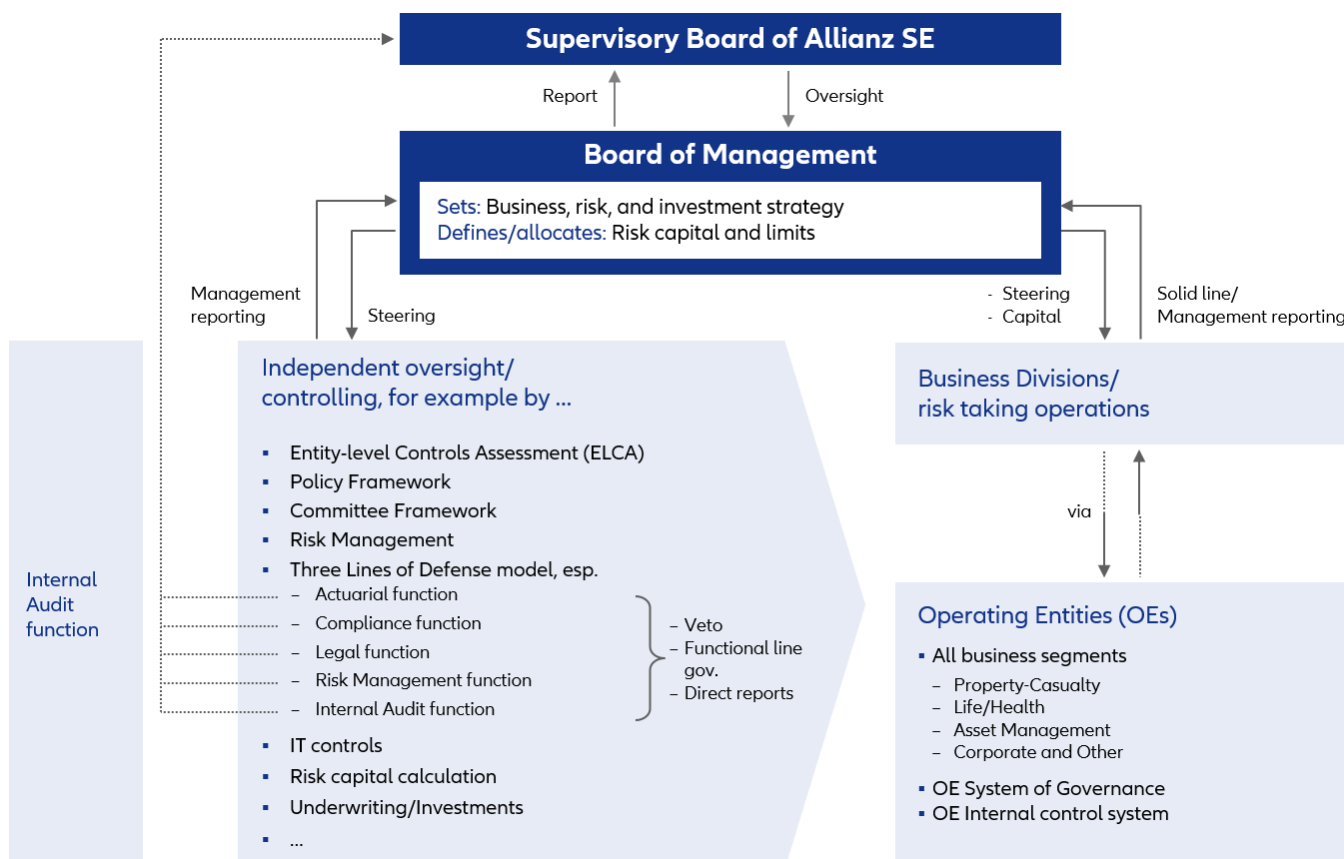 Supervisory Board of Allianz SE
Report
Oversight
Board of Management
Sets: Business, risk, and investment strategy
Defines/allocates: Risk capital and limits
Management
reporting
Steering
- Steering
- Capital
Solid line/
Management reporting
Internal
Audit
function
Independent oversight/
controlling, for example by ...
▪ Entity-level Controls Assessment (ELCA)
▪ Policy Framework
▪ Committee Framework
▪ Risk Management
▪ Three Lines of Defense model, esp.
– Actuarial function
– Compliance function
– Legal function
– Risk Management function
– Internal Audit function
– Veto
– Functional line
gov.
– Direct reports
▪ IT controls
▪ Risk capital calculation
▪ Underwriting/Investments
▪ ...
Business Divisions/
risk taking operations
via
Operating Entities (OEs)
▪ All business segments
– Property-Casualty
– Life/Health
– Asset Management
– Corporate and Other
▪ OE System of Governance
▪ OE Internal control system